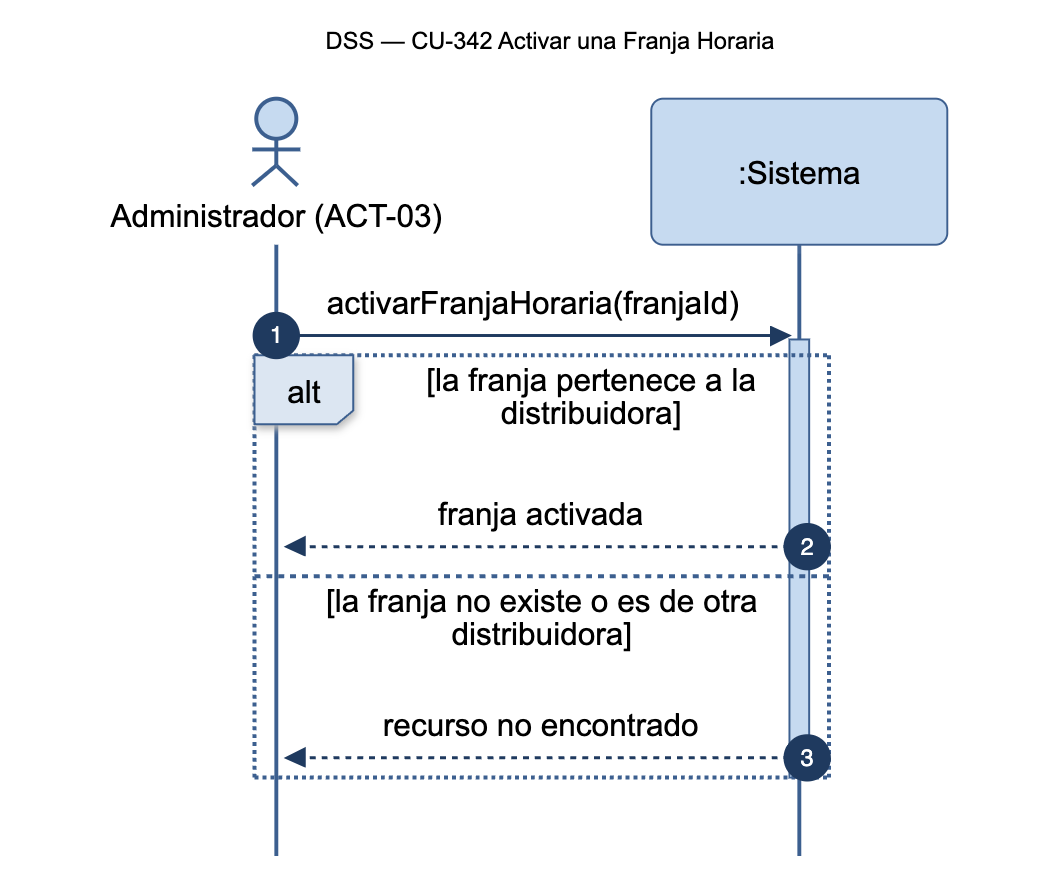 DSS — CU-342 Activar una Franja Horaria
Administrador (ACT-03)
:Sistema
activarFranjaHoraria(franjaId)
1
alt
[la franja pertenece a la
distribuidora]
franja activada
2
[la franja no existe o es de otra
distribuidora]
recurso no encontrado
3